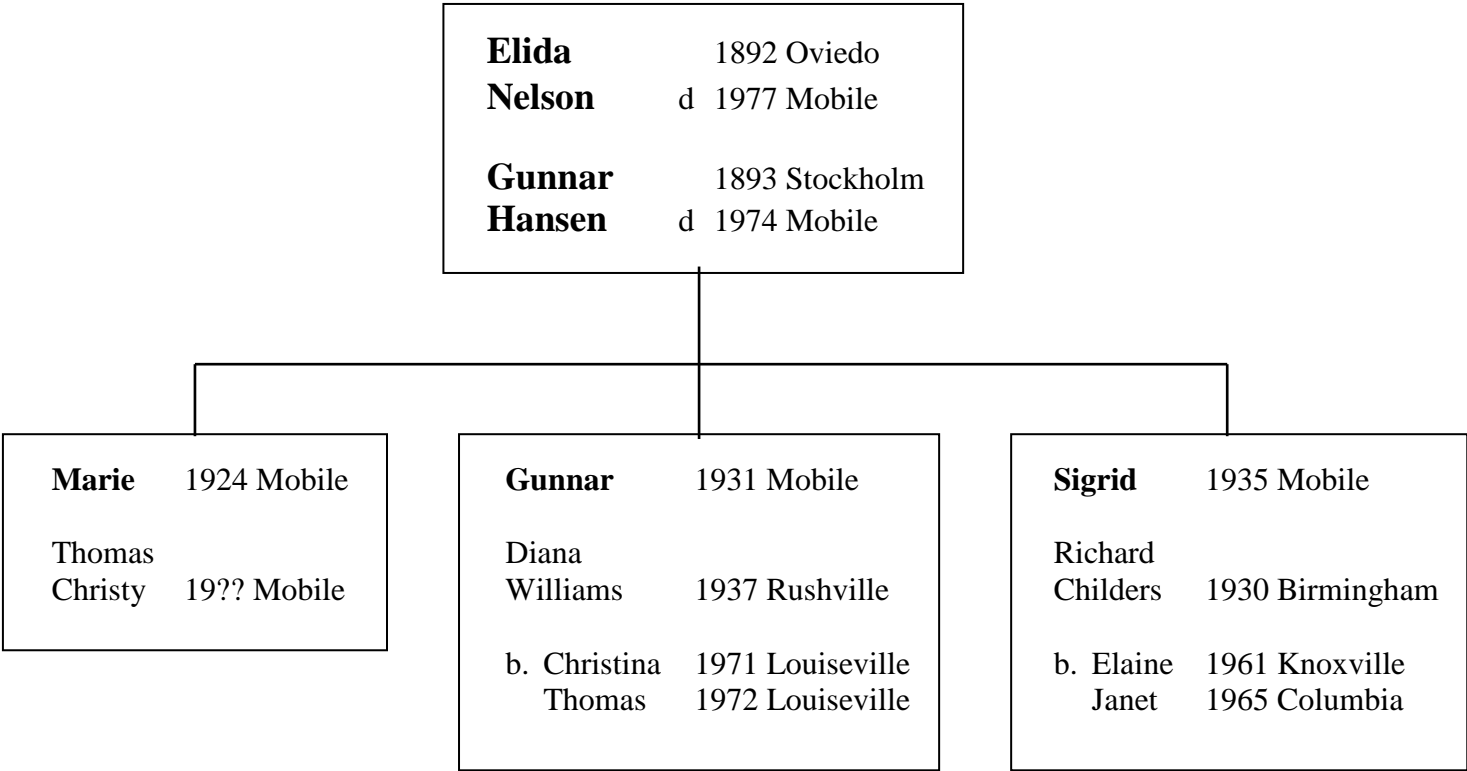 Elida 1892 Oviedo
Nelson d 1977 Mobile
Gunnar 1893 Stockholm
Hansen d 1974 Mobile
Marie 1924 Mobile
Thomas
Christy 19?? Mobile
Gunnar 1931 Mobile
Diana
Williams 1937 Rushville
b. Christina 1971 Louiseville
Thomas 1972 Louiseville
Sigrid 1935 Mobile
Richard
Childers 1930 Birmingham
b. Elaine 1961 Knoxville
Janet 1965 Columbia